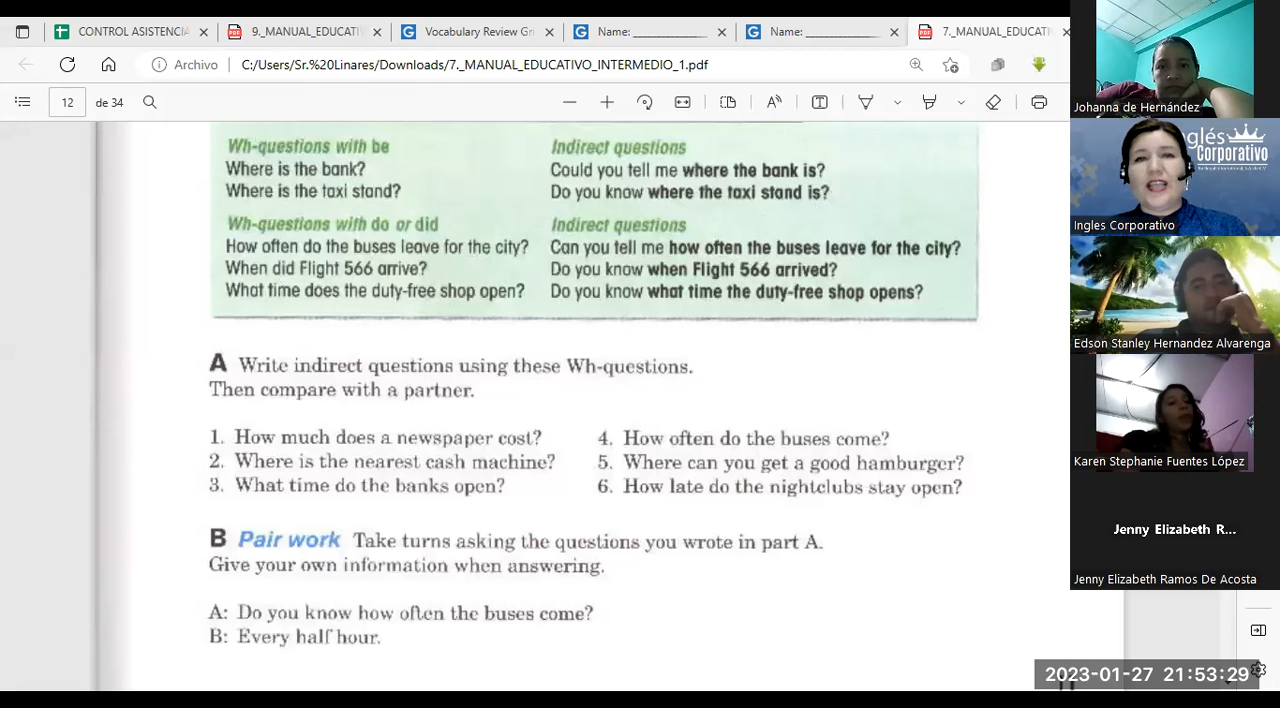 CONTROL ASISTENCIA
9._MANUAL_EDUCATI
Vocabulary Review Gri
Name: ____________
Name: ____________
7._MANUAL_EDUCATI
Archivo
C:/Users/Sr.%20Linares/Downloads/7._MANUAL_EDUCATIVO_INTERMEDIO_1.pdf
12 de 34
Wh-questions with be Indirect questions
Where is the bank? Could you tell me where the bank is?
Where is the taxi stand? Do you know where the taxi stand is?
Wh-questions with do or did Indirect questions
How often do the buses leave for the city? Can you tell me how often the buses leave for the city?
When did Flight 566 arrive? Do you know when Flight 566 arrived?
What time does the duty-free shop open? Do you know what time the duty-free shop opens?
A Write indirect questions using these Wh-questions.
Then compare with a partner.
1. How much does a newspaper cost?
2. Where is the nearest cash machine?
3. What time do the banks open?
4. How often do the buses come?
5. Where can you get a good hamburger?
6. How late do the nightclubs stay open?
B Pair work Take turns asking the questions you wrote in part A.
Give your own information when answering.
A: Do you know how often the buses come?
B: Every half hour.
Johanna de Hernández
Inglés
Corporativo
Ingles Corporativo
Edson Stanley Hernandez Alvarenga
Karen Stephanie Fuentes López
Jenny Elizabeth R...
Jenny Elizabeth Ramos De Acosta
2023-01-27 21:53:29